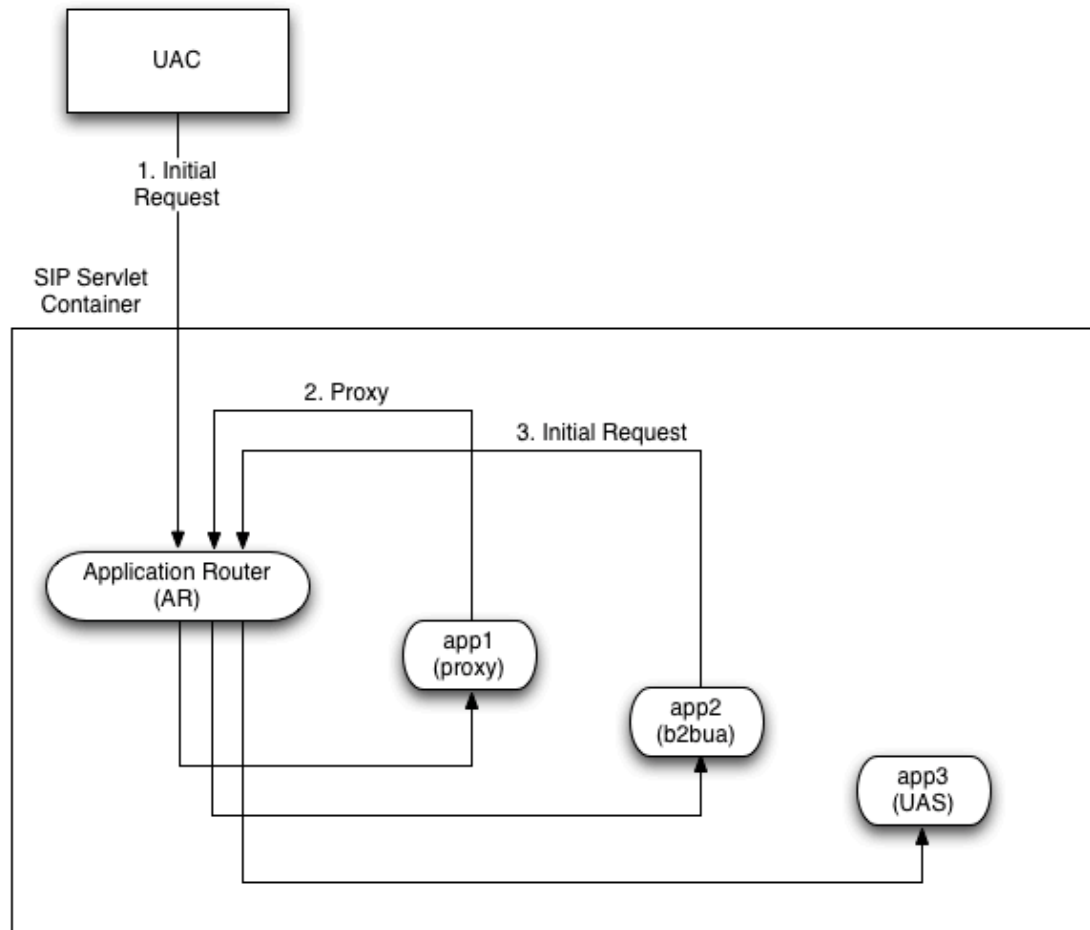 UAC
1. Initial
Request
SIP Servlet
Container
2. Proxy
3. Initial Request
Application Router
(AR)
app1
(proxy)
app2
(b2bua)
app3
(UAS)